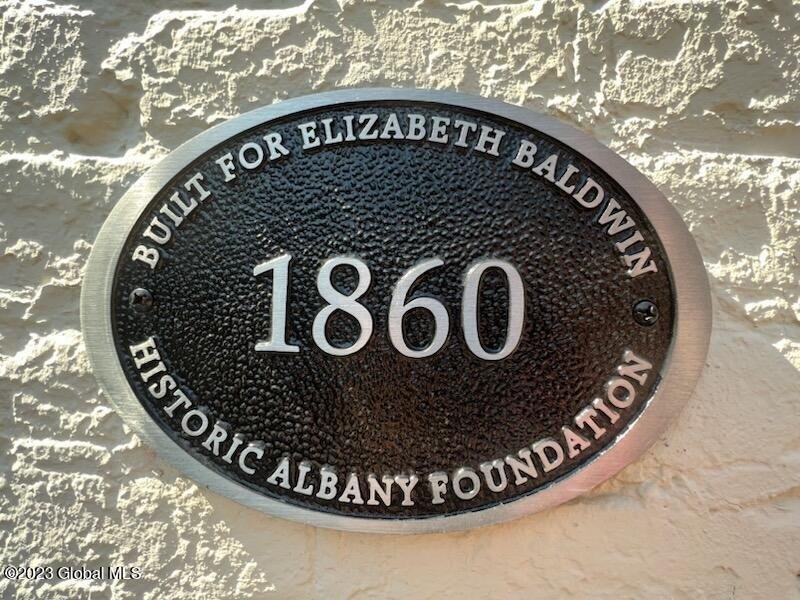 BUILT FOR ELIZABETH BALDWIN
1860
HISTORIC ALBANY FOUNDATION
©2023 Global MLS